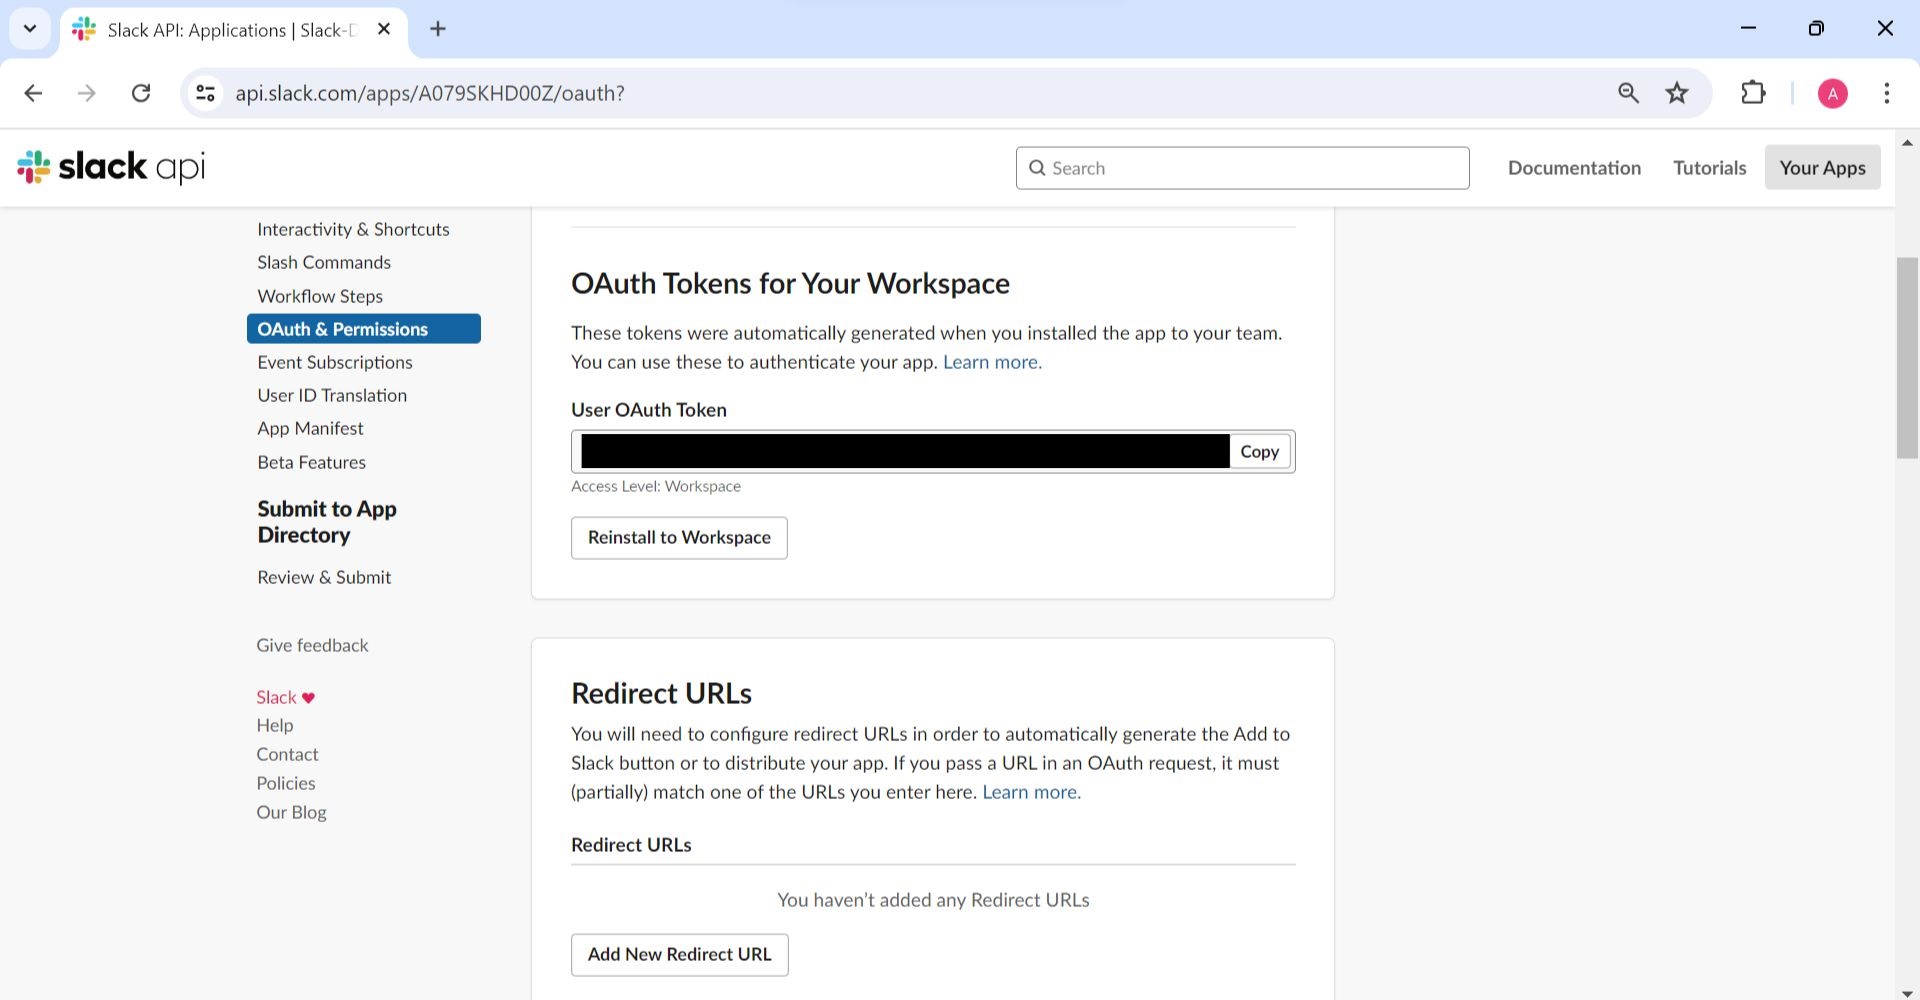 Slack API: Applications | Slack-D
api.slack.com/apps/A079SKHD00Z/oauth?
A
slack api
Search
Documentation
Tutorials
Your Apps
Interactivity & Shortcuts
Slash Commands
Workflow Steps
OAuth & Permissions
Event Subscriptions
User ID Translation
App Manifest
Beta Features
Submit to App
Directory
Review & Submit
Give feedback
Slack ♥
Help
Contact
Policies
Our Blog
OAuth Tokens for Your Workspace
These tokens were automatically generated when you installed the app to your team.
You can use these to authenticate your app. Learn more.
User OAuth Token
Copy
Access Level: Workspace
Reinstall to Workspace
Redirect URLs
You will need to configure redirect URLs in order to automatically generate the Add to
Slack button or to distribute your app. If you pass a URL in an OAuth request, it must
(partially) match one of the URLs you enter here. Learn more.
Redirect URLs
You haven't added any Redirect URLs
Add New Redirect URL